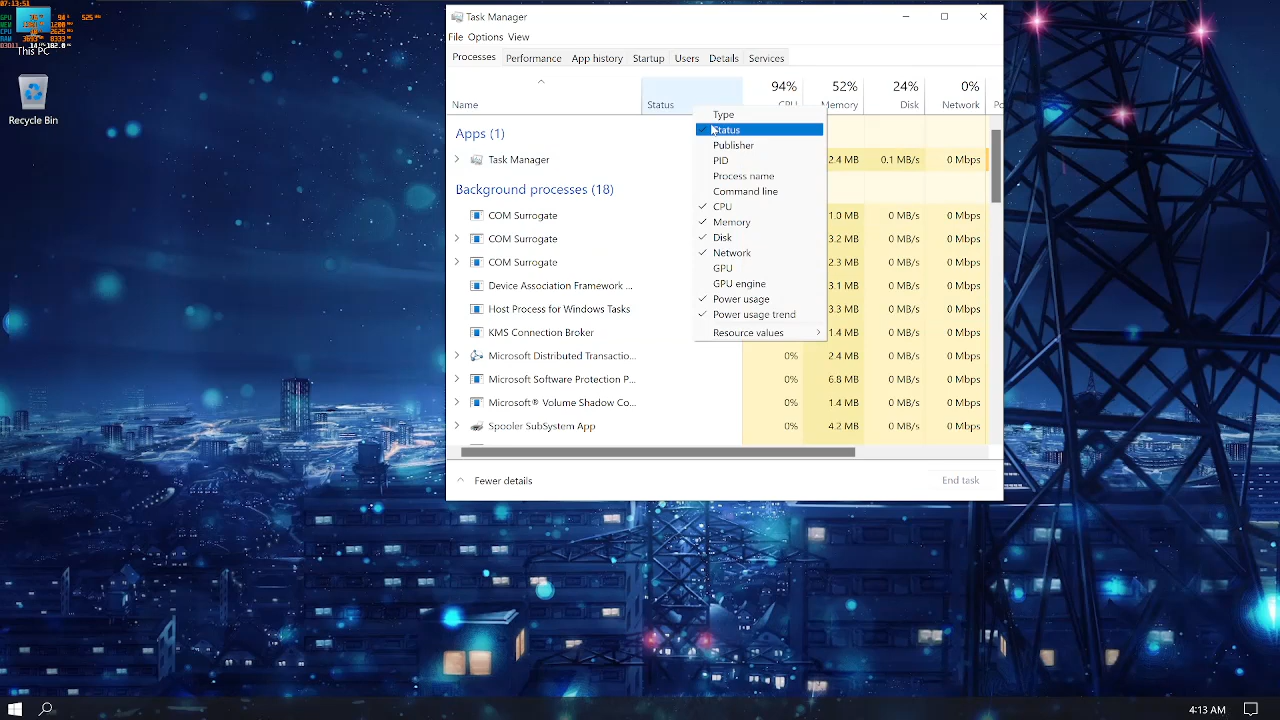 07:13:51
This PC
Recycle Bin
Task Manager
File Options View
Processes Performance App history Startup Users Details Services
94% 52% 24% 0%
Name Status CPU Memory Disk Network
Apps (1)
Task Manager 2.4 MB 0.1 MB/s 0 Mbps
Background processes (18)
COM Surrogate 1.0 MB 0 MB/s 0 Mbps
COM Surrogate 3.2 MB 0 MB/s 0 Mbps
COM Surrogate 2.3 MB 0 MB/s 0 Mbps
Device Association Framework ... 3.1 MB 0 MB/s 0 Mbps
Host Process for Windows Tasks 3.3 MB 0 MB/s 0 Mbps
KMS Connection Broker 1.4 MB 0 MB/s 0 Mbps
Microsoft Distributed Transactio... 0% 2.4 MB 0 MB/s 0 Mbps
Microsoft Software Protection P... 0% 6.8 MB 0 MB/s 0 Mbps
Microsoft® Volume Shadow Co... 0% 1.4 MB 0 MB/s 0 Mbps
Spooler SubSystem App 0% 4.2 MB 0 MB/s 0 Mbps
Type
Status
Publisher
PID
Process name
Command line
CPU
Memory
Disk
Network
GPU
GPU engine
Power usage
Power usage trend
Resource values
Fewer details
End task
4:13 AM